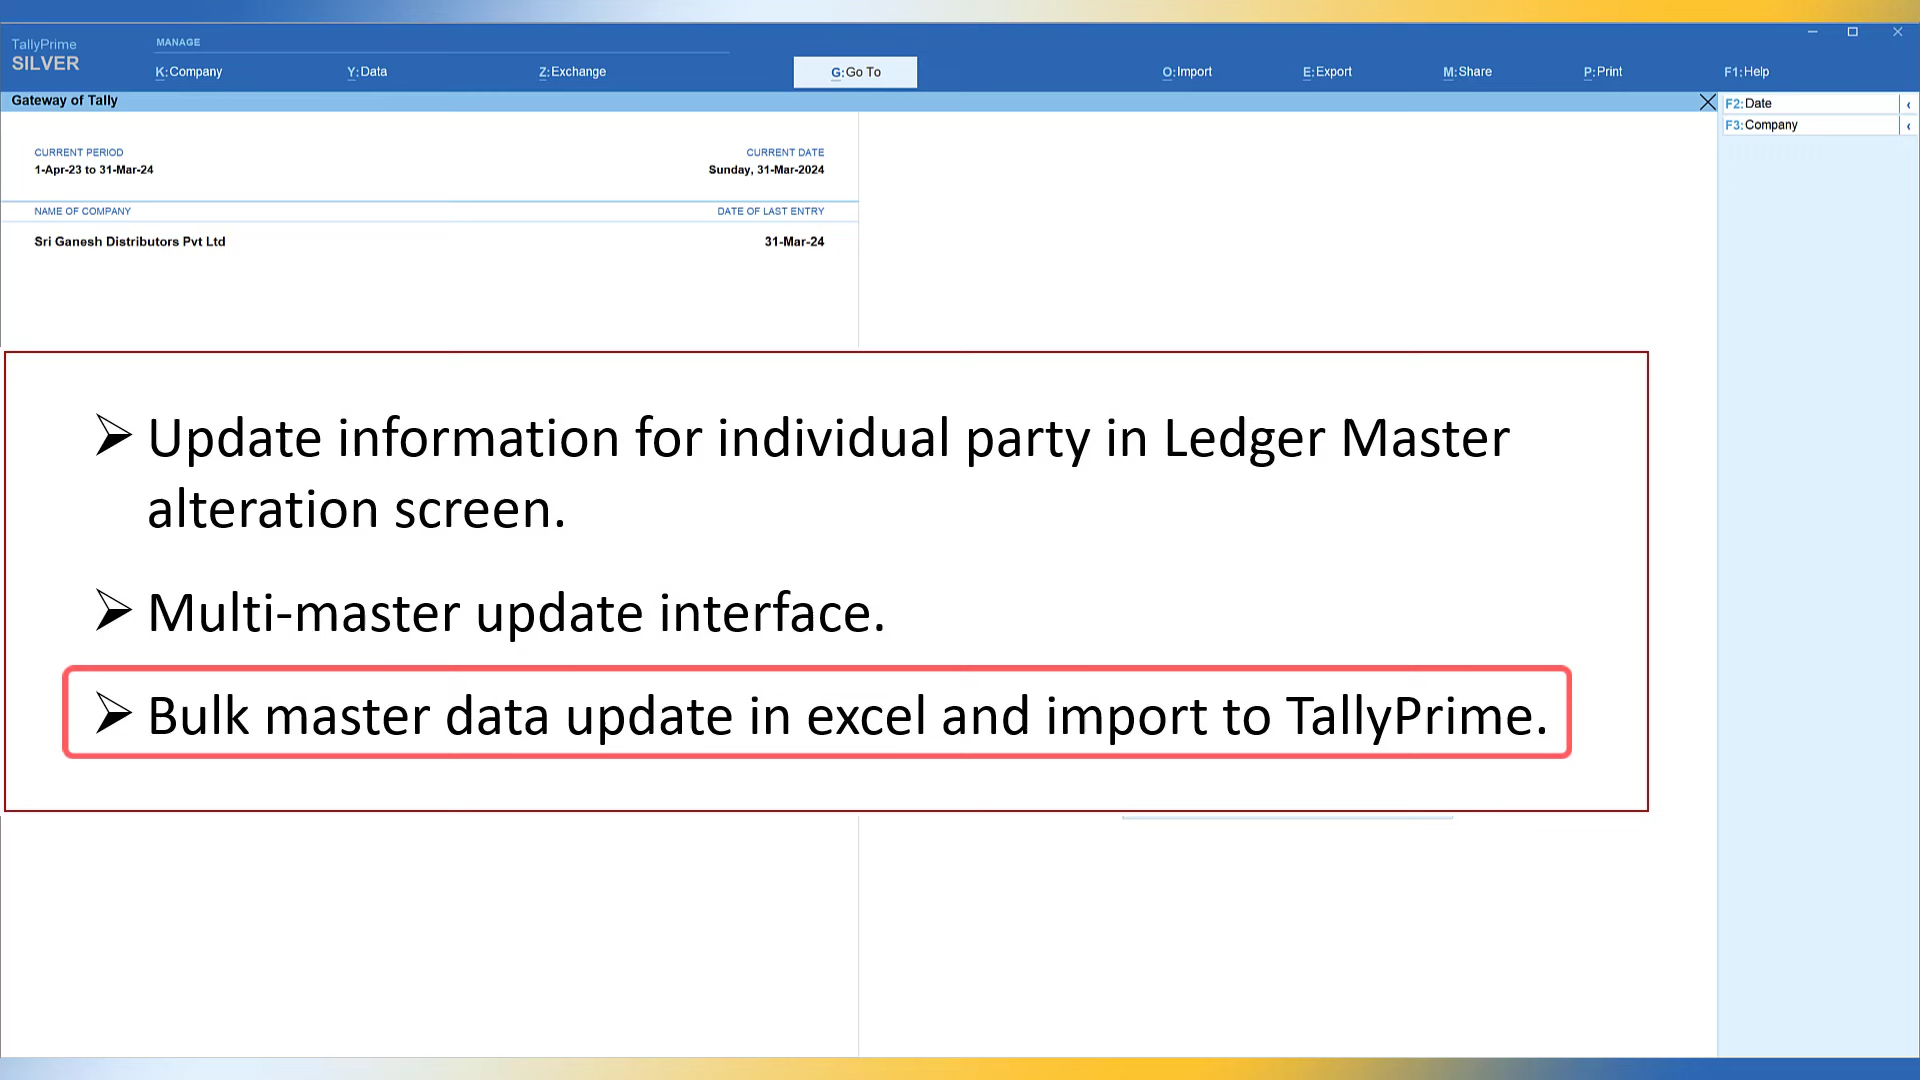 TallyPrime
SILVER
MANAGE
K:Company
Y:Data
Z:Exchange
G:Go To
O:Import
E:Export
M:Share
P:Print
F1:Help
Gateway of Tally
F2:Date
F3:Company
CURRENT PERIOD
CURRENT DATE
1-Apr-23 to 31-Mar-24
Sunday, 31-Mar-2024
NAME OF COMPANY
DATE OF LAST ENTRY
Sri Ganesh Distributors Pvt Ltd
31-Mar-24
➢ Update information for individual party in Ledger Master
alteration screen.
➢ Multi-master update interface.
➢ Bulk master data update in excel and import to TallyPrime.